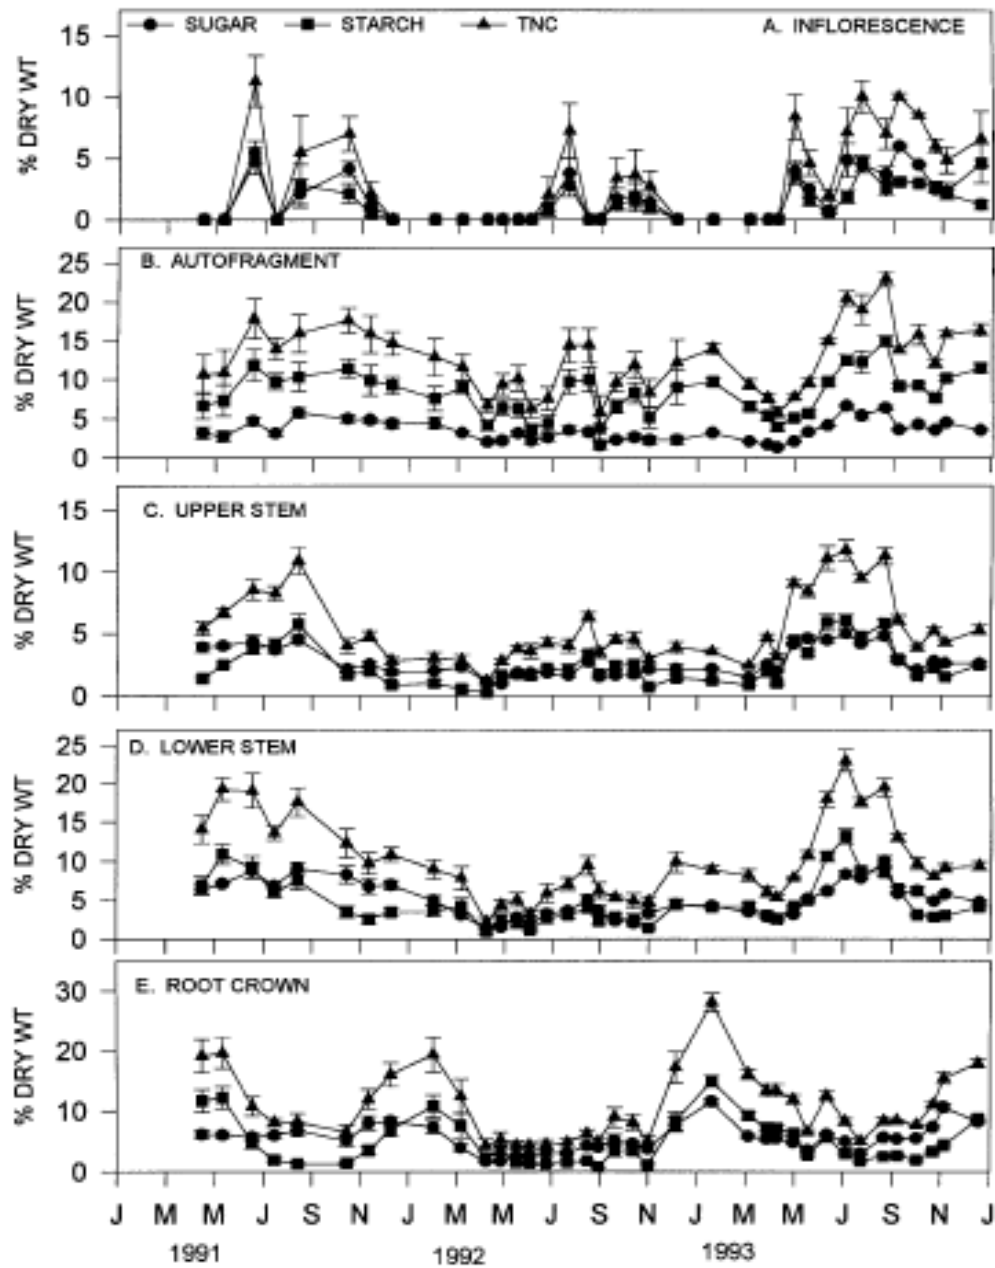 SUGAR STARCH TNC A. INFLORESCENCE
15
10
5
0
% DRY WT
B. AUTOFRAGMENT
25
20
15
10
5
0
% DRY WT
C. UPPER STEM
15
10
5
0
% DRY WT
D. LOWER STEM
25
20
15
10
5
0
% DRY WT
E. ROOT CROWN
30
20
10
0
% DRY WT
J M M J S N J M M J S N J M M J S N J
1991 1992 1993